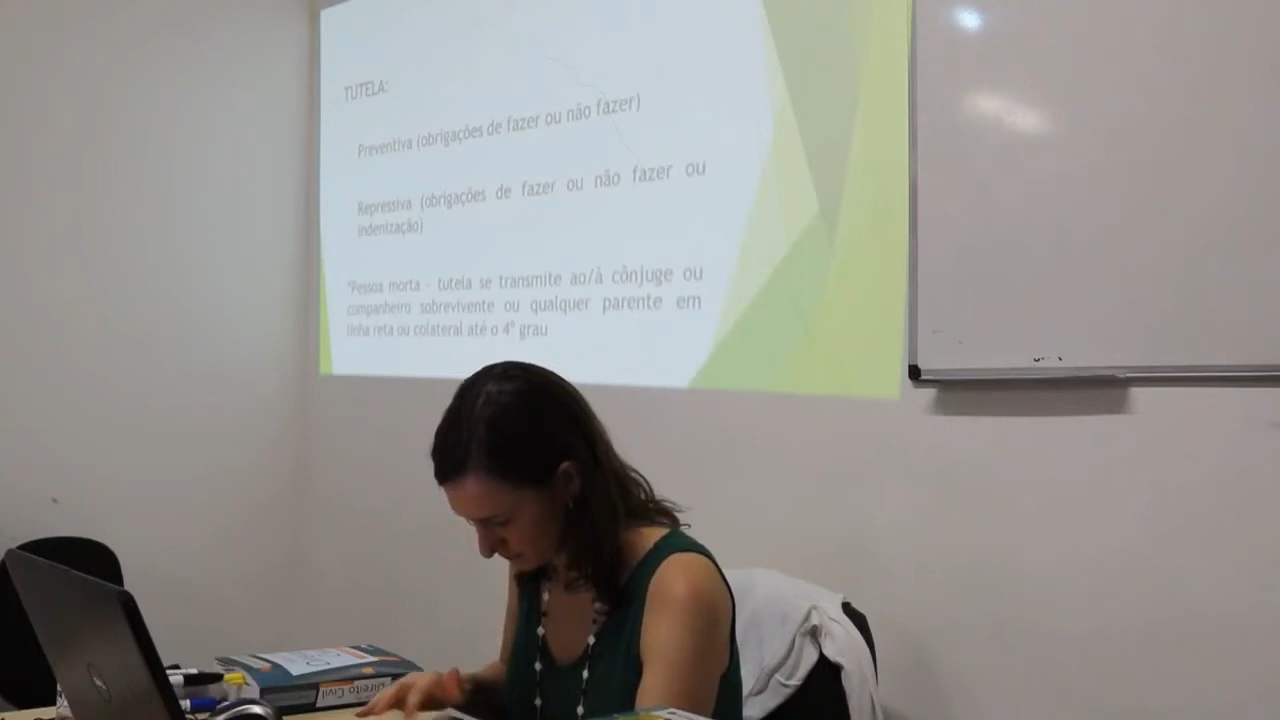 TUTELA:
Preventiva (obrigações de fazer ou não fazer)
Repressiva (obrigações de fazer ou não fazer ou
indenização)
*Pessoa morta - tutela se transmite ao/à cônjuge ou
companheiro sobrevivente ou qualquer parente em
linha reta ou colateral até o 4º grau
Direito Civil